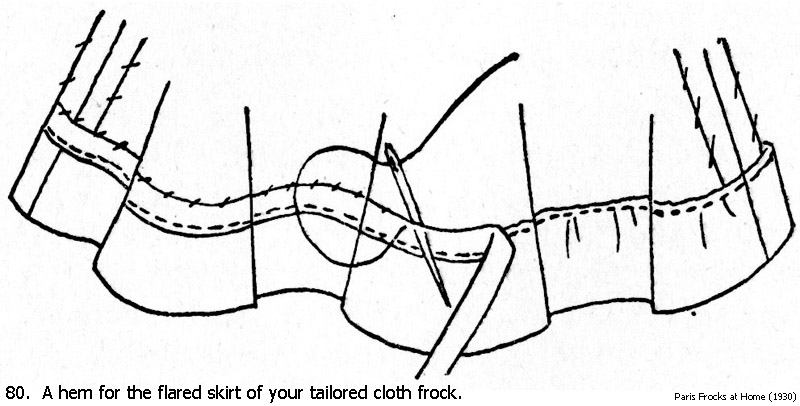 80. A hem for the flared skirt of your tailored cloth frock.
Paris Frocks at Home (1930)